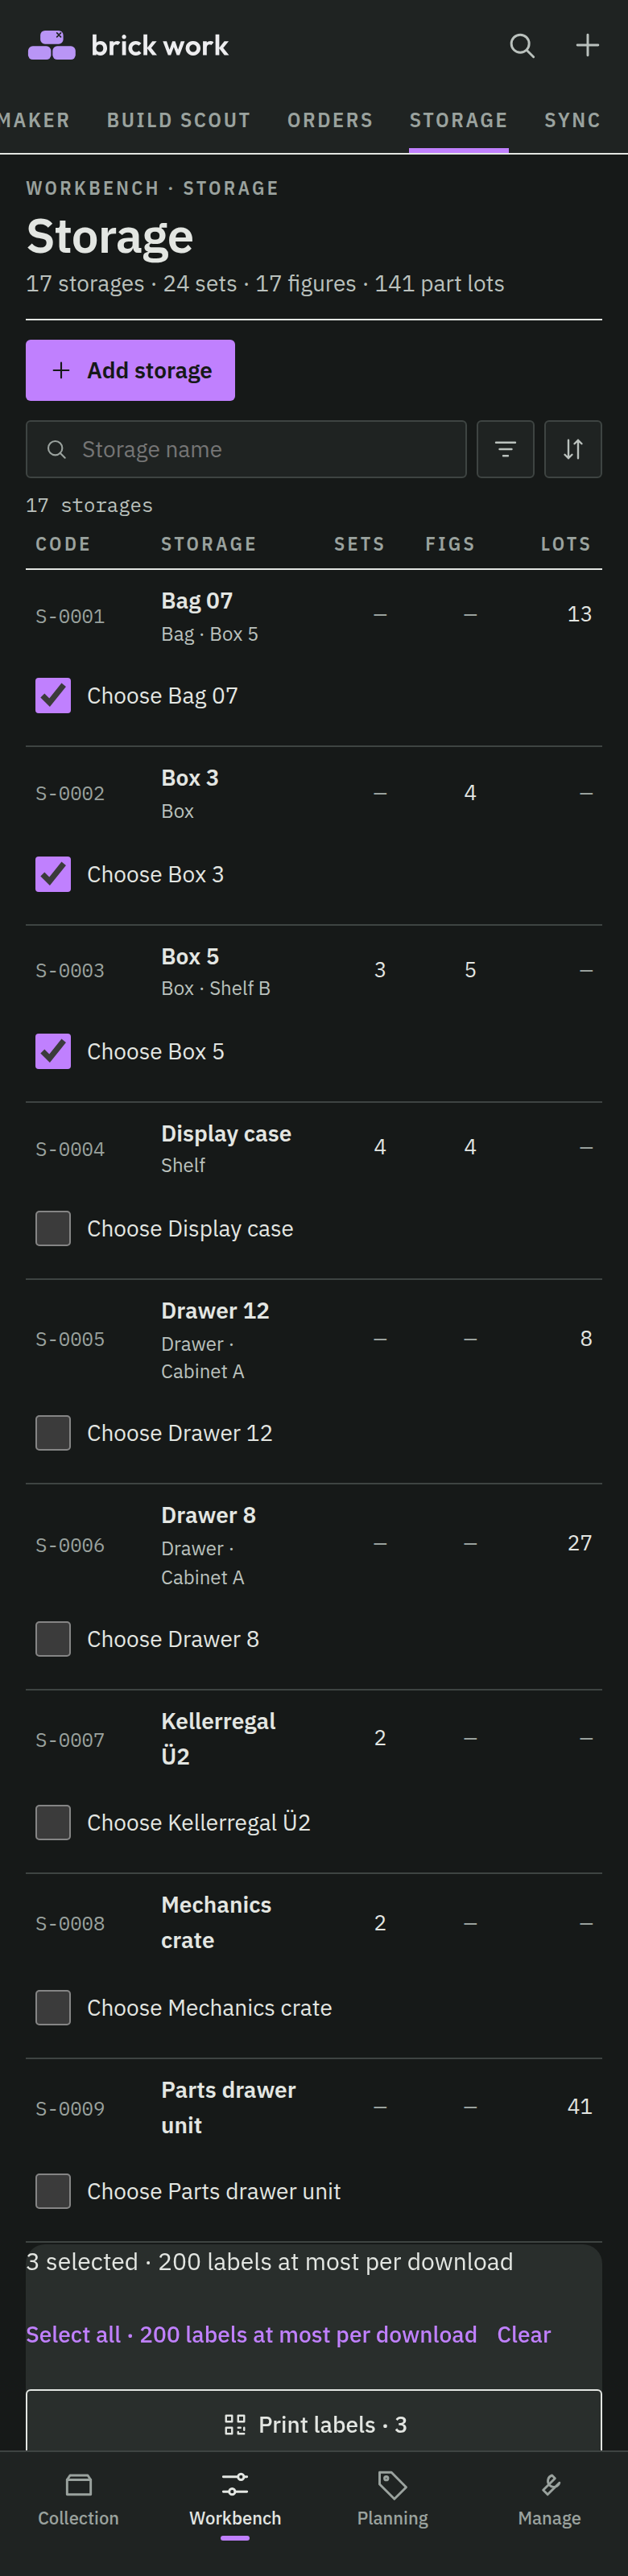 brick work
MAKER BUILD SCOUT ORDERS STORAGE SYNC
WORKBENCH · STORAGE
Storage
17 storages · 24 sets · 17 figures · 141 part lots
+ Add storage
Storage name
17 storages
CODE STORAGE SETS FIGS LOTS
S-0001 Bag 07 — — 13
Bag · Box 5
Choose Bag 07
S-0002 Box 3 — 4 —
Box
Choose Box 3
S-0003 Box 5 3 5 —
Box · Shelf B
Choose Box 5
S-0004 Display case 4 4 —
Shelf
Choose Display case
S-0005 Drawer 12 — — 8
Drawer ·
Cabinet A
Choose Drawer 12
S-0006 Drawer 8 — — 27
Drawer ·
Cabinet A
Choose Drawer 8
S-0007 Kellerregal 2 — —
Ü2
Choose Kellerregal Ü2
S-0008 Mechanics 2 — —
crate
Choose Mechanics crate
S-0009 Parts drawer — — 41
unit
Choose Parts drawer unit
3 selected · 200 labels at most per download
Select all · 200 labels at most per download Clear
Print labels · 3
Collection Workbench Planning Manage